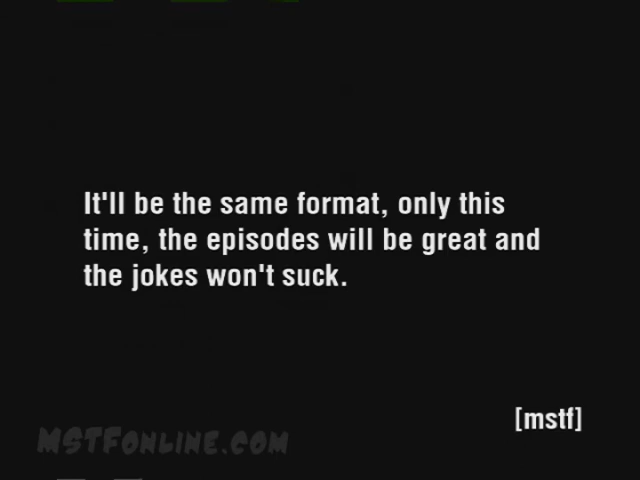 It'll be the same format, only this
time, the episodes will be great and
the jokes won't suck.
[mstf]
MSTFONLINE.COM